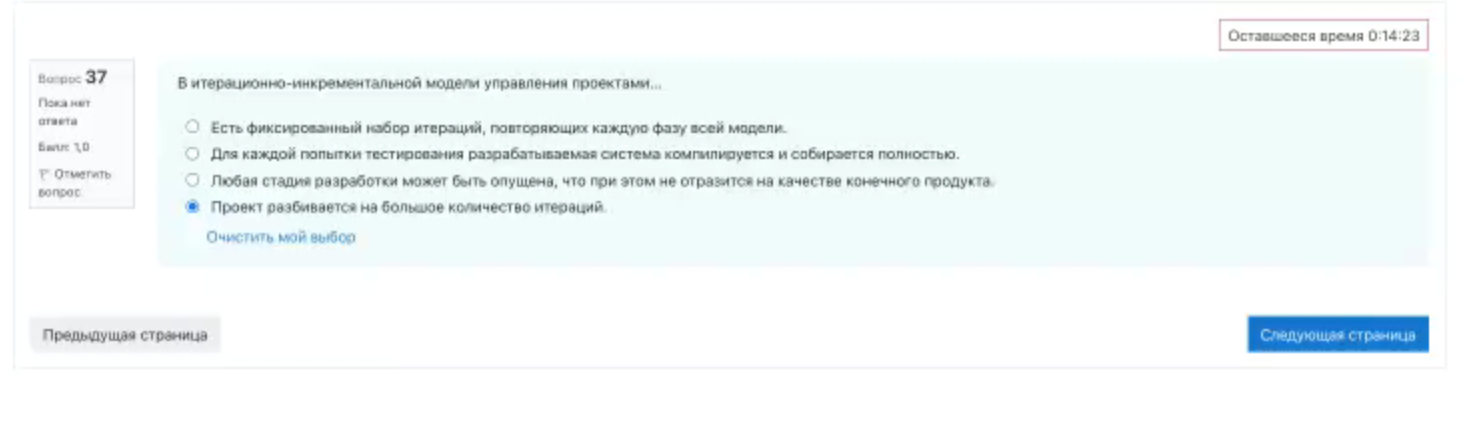 Оставшееся время 0:14:23
Вопрос 37
Пока нет
ответа
Балл: 1,0
Отметить
вопрос
В итерационно-инкрементальной модели управления проектами...
Есть фиксированный набор итераций, повторяющих каждую фазу всей модели.
Для каждой попытки тестирования разрабатываемая система компилируется и собирается полностью.
Любая стадия разработки может быть опущена, что при этом не отразится на качестве конечного продукта.
Проект разбивается на большое количество итераций.
Очистить мой выбор
Предыдущая страница
Следующая страница